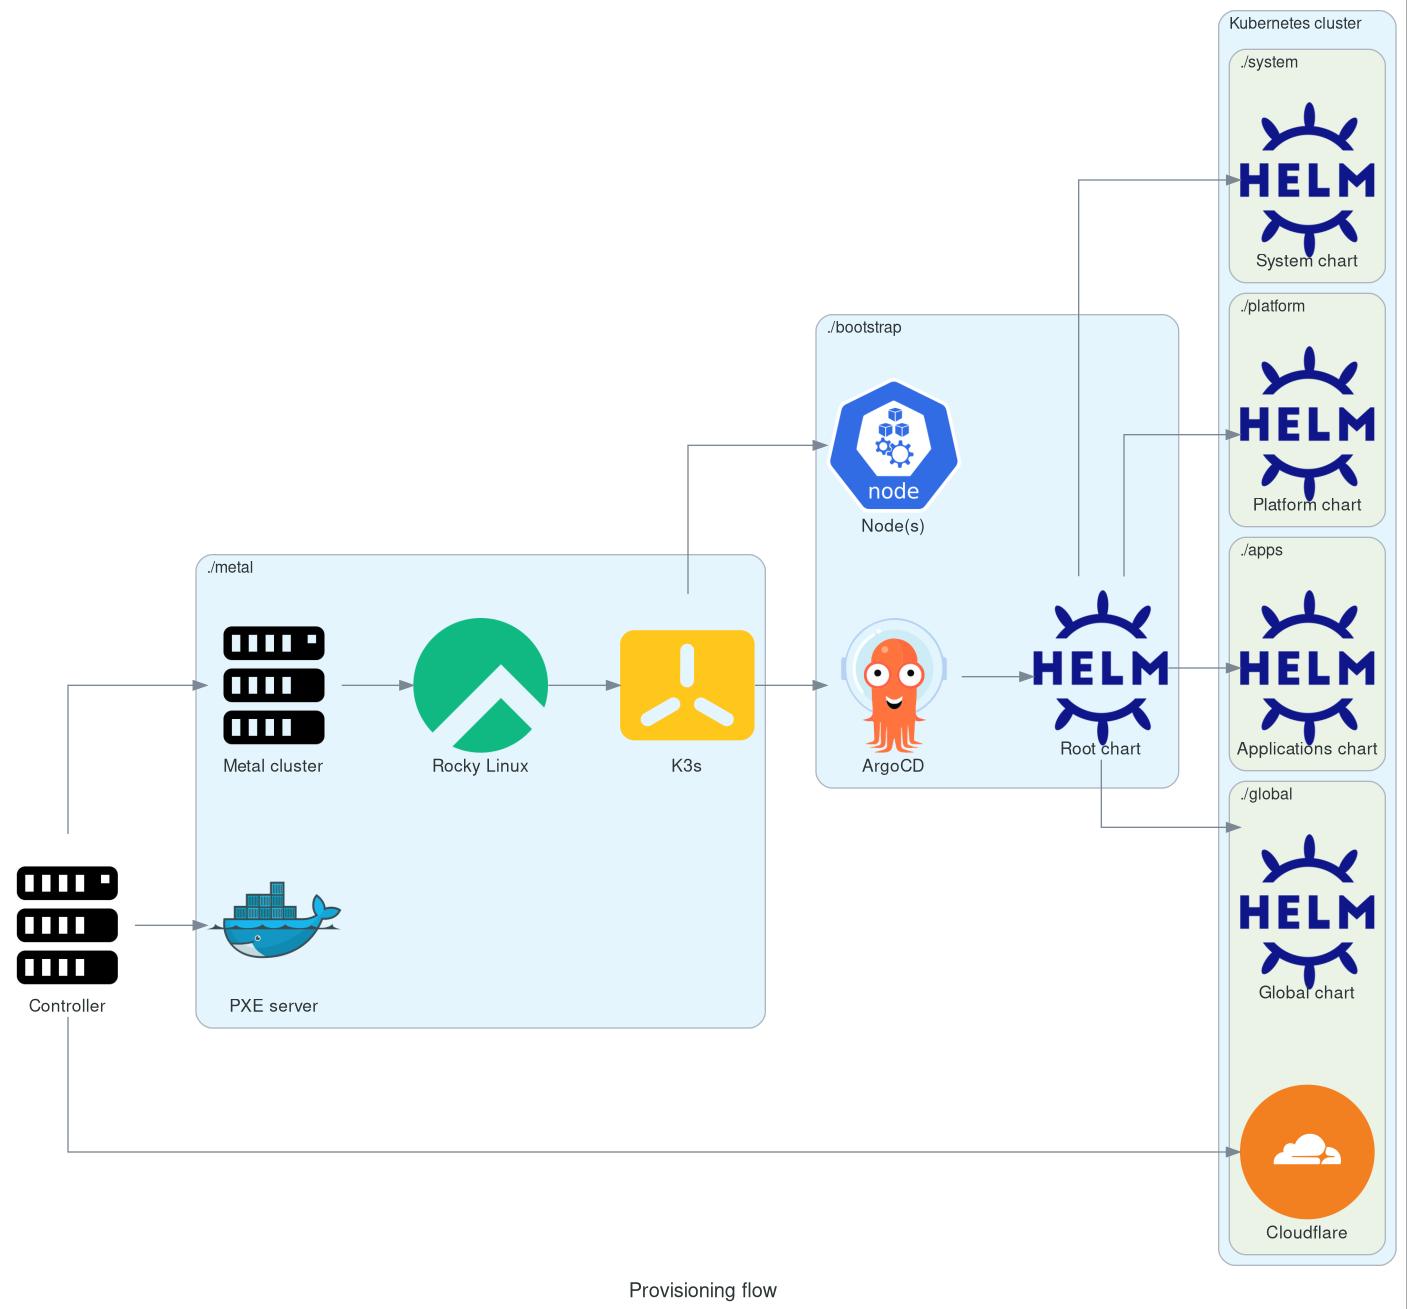 Kubernetes cluster
./system
HELM
System chart
./platform
HELM
Platform chart
./bootstrap
node
Node(s)
./apps
HELM
Applications chart
./metal
Metal cluster
Rocky Linux
K3s
ArgoCD
HELM
Root chart
./global
HELM
Global chart
Controller
PXE server
Cloudflare
Provisioning flow